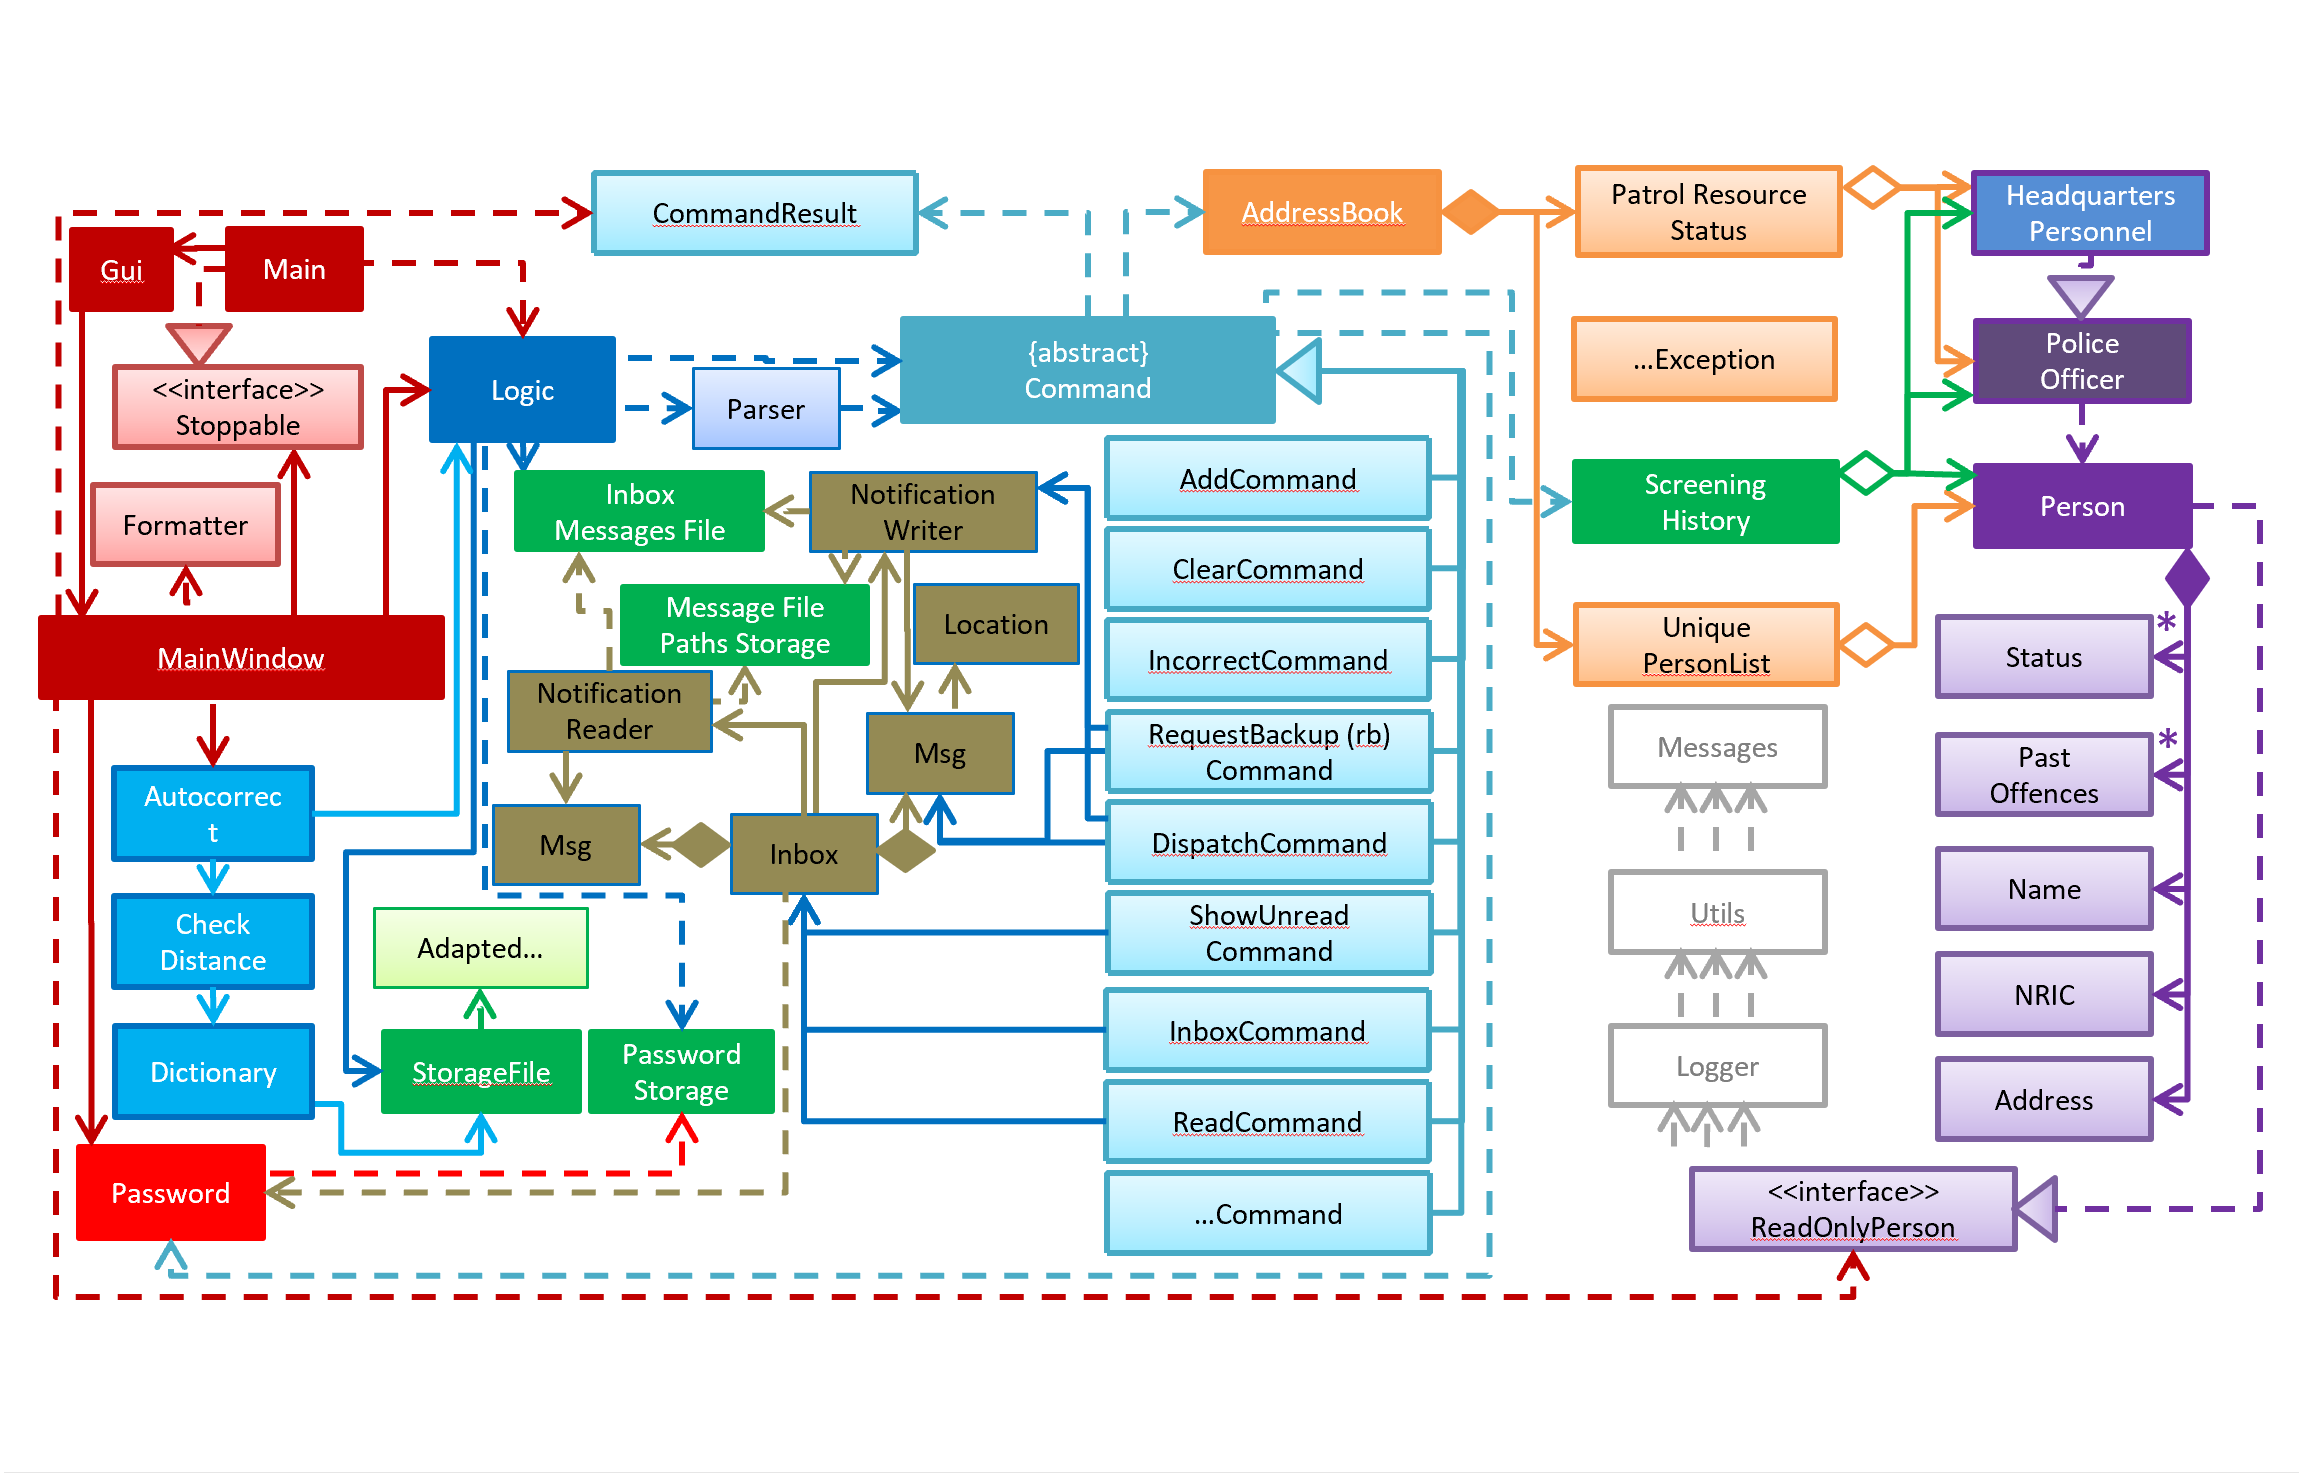 CommandResult
AddressBook
Patrol Resource
Status
Headquarters
Personnel
Gui
Main
{abstract}
Command
...Exception
Police
Officer
<<interface>>
Stoppable
Logic
Parser
Formatter
Inbox
Messages File
Notification
Writer
AddCommand
Screening
History
Person
ClearCommand
Message File
Paths Storage
Location
MainWindow
IncorrectCommand
Unique
PersonList
*
Status
Notification
Reader
Msg
RequestBackup (rb)
Command
Messages
*
Past
Offences
Autocorrec
t
Msg
Inbox
DispatchCommand
Name
Check
Distance
Adapted...
ShowUnread
Command
Utils
NRIC
Dictionary
StorageFile
Password
Storage
InboxCommand
Logger
Address
ReadCommand
Password
...Command
<<interface>>
ReadOnlyPerson